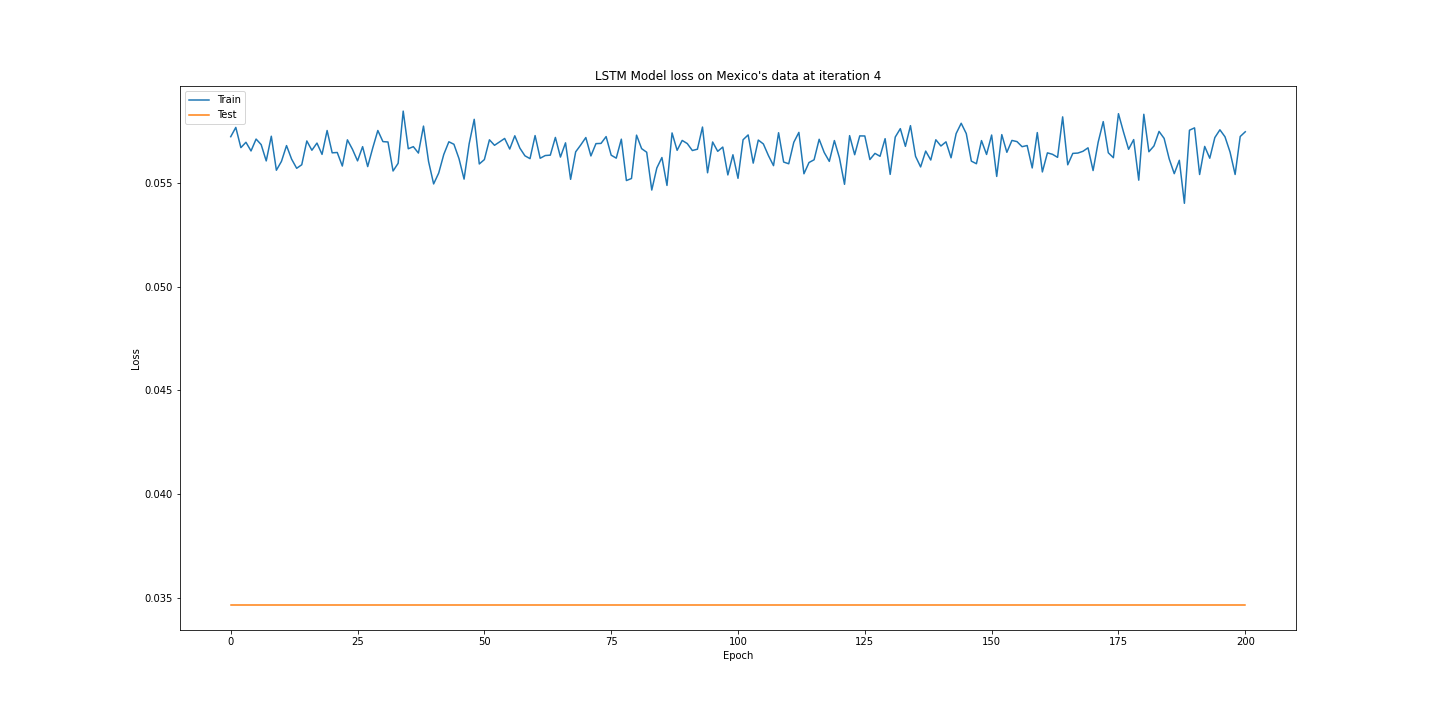 LSTM Model loss on Mexico's data at iteration 4
Train
Test
0.055
0.050
0.045
0.040
0.035
Loss
0 25 50 75 100 125 150 175 200
Epoch